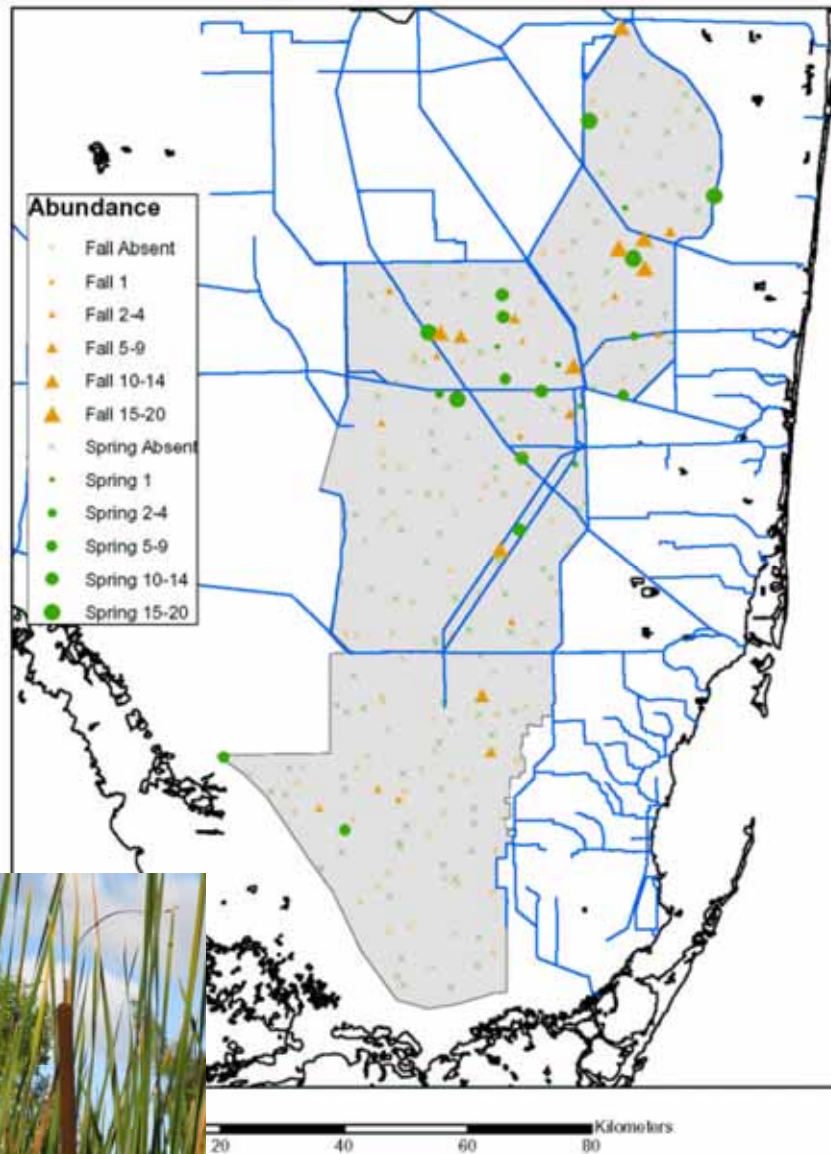 Abundance
Fall Absent
Fall 1
Fall 2-4
Fall 5-9
Fall 10-14
Fall 15-20
Spring Absent
Spring 1
Spring 2-4
Spring 5-9
Spring 10-14
Spring 15-20
Kilometers
20 40 60 80